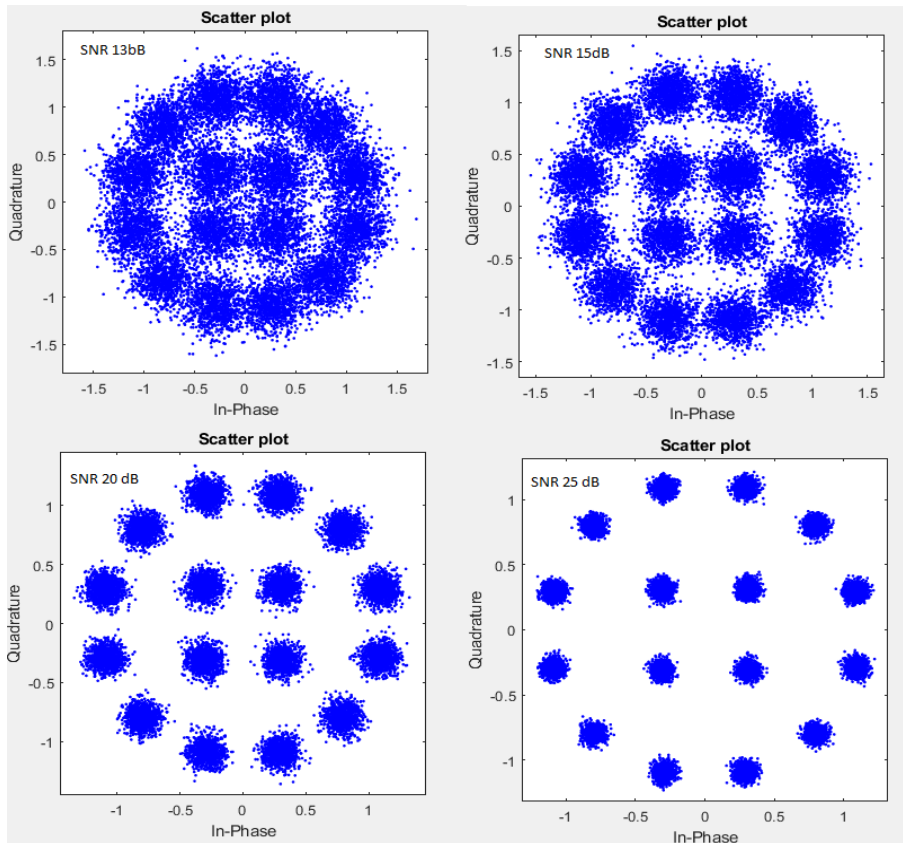 Scatter plot
SNR 13bB
1.5
1
0.5
0
-0.5
-1
-1.5
Quadrature
-1.5 -1 -0.5 0 0.5 1 1.5
In-Phase
Scatter plot
SNR 15dB
1.5
1
0.5
0
-0.5
-1
-1.5
Quadrature
-1.5 -1 -0.5 0 0.5 1 1.5
In-Phase
Scatter plot
SNR 20 dB
1
0.5
0
-0.5
-1
Quadrature
-1 -0.5 0 0.5 1
In-Phase
Scatter plot
SNR 25 dB
1
0.5
0
-0.5
-1
Quadrature
-1 -0.5 0 0.5 1
In-Phase